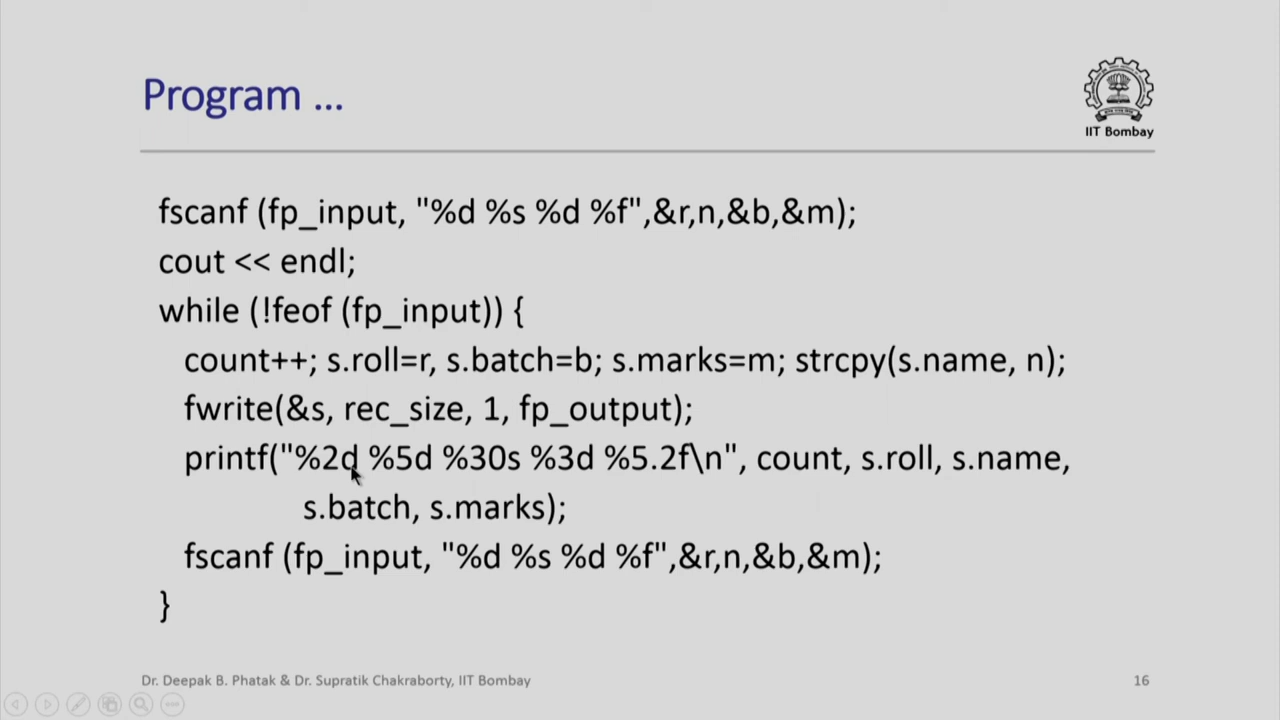 Program ...
IIT Bombay
fscanf (fp_input, "%d %s %d %f",&r,n,&b,&m);
cout << endl;
while (!feof (fp_input)) {
count++; s.roll=r, s.batch=b; s.marks=m; strcpy(s.name, n);
fwrite(&s, rec_size, 1, fp_output);
printf("%2d %5d %30s %3d %5.2f\n", count, s.roll, s.name,
s.batch, s.marks);
fscanf (fp_input, "%d %s %d %f",&r,n,&b,&m);
}
Dr. Deepak B. Phatak & Dr. Supratik Chakraborty, IIT Bombay
16